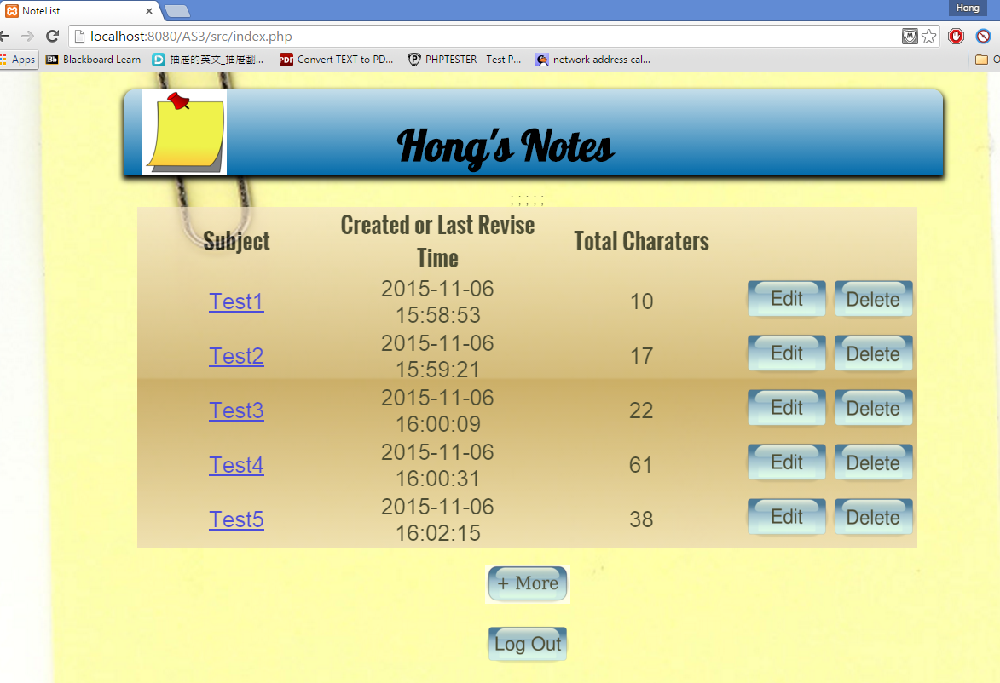 Hong
NoteList
localhost:8080/AS3/src/index.php
Apps Bb Blackboard Learn 抽屉的英文_抽屉翻... PDF Convert TEXT to PD... PHPTESTER - Test P... network address cal...
Hong's Notes
; ; ; ; ;
Subject Created or Last Revise Time Total Charaters
Test1 2015-11-06 15:58:53 10 Edit Delete
Test2 2015-11-06 15:59:21 17 Edit Delete
Test3 2015-11-06 16:00:09 22 Edit Delete
Test4 2015-11-06 16:00:31 61 Edit Delete
Test5 2015-11-06 16:02:15 38 Edit Delete
+ More
Log Out